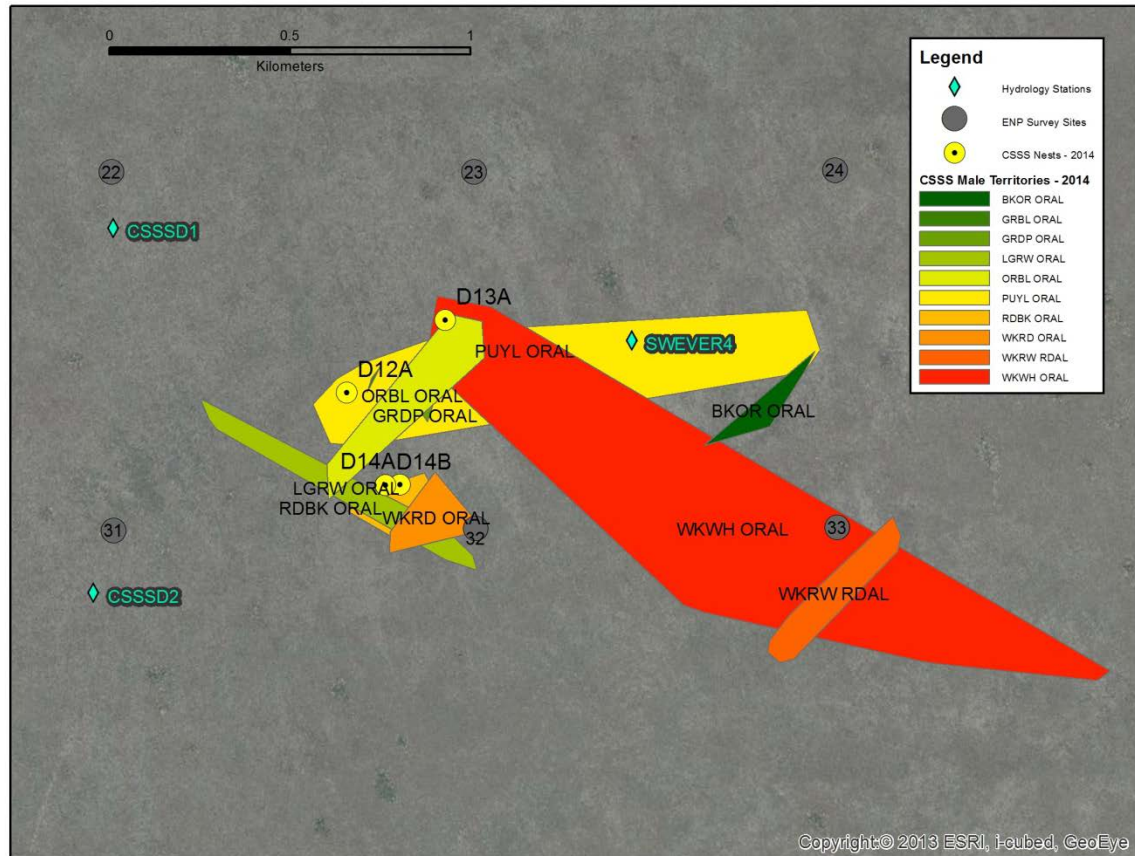 0 0.5 1
Kilometers
Legend
Hydrology Stations
ENP Survey Sites
CSSS Nests - 2014
CSSS Male Territories - 2014
BKOR ORAL
GRBL ORAL
GRDP ORAL
LGRW ORAL
ORBL ORAL
PUYL ORAL
RDBK ORAL
WKRD ORAL
WKRW RDAL
WKWH ORAL
22
23
24
CSSSD1
D13A
SWEVER4
PUYL ORAL
D12A
ORBL ORAL
GRDP ORAL
BKOR ORAL
D14A
D14B
LGRW ORAL
RDBK ORAL
WKRD ORAL
31
32
WKWH ORAL
33
CSSSD2
WKRW RDAL
Copyright:© 2013 ESRI, i-cubed, GeoEye